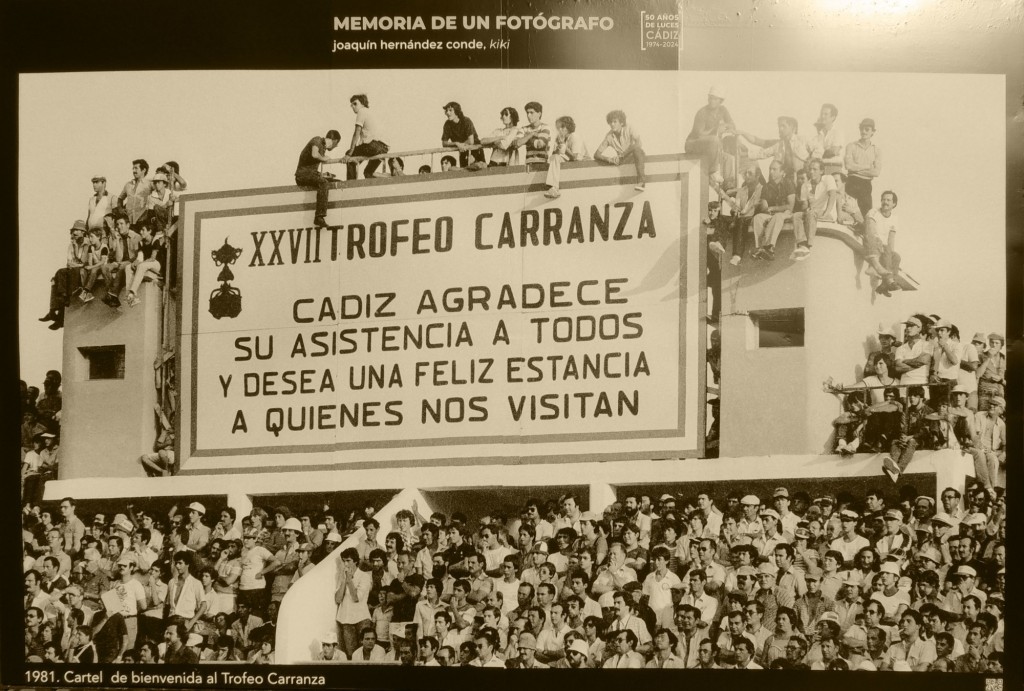 MEMORIA DE UN FOTÓGRAFO
joaquín hernández conde, kiki
50 AÑOS
DE LUCES
CÁDIZ
1974-2024
XXVII TROFEO CARRANZA
CADIZ AGRADECE
SU ASISTENCIA A TODOS
Y DESEA UNA FELIZ ESTANCIA
A QUIENES NOS VISITAN
1981. Cartel de bienvenida al Trofeo Carranza